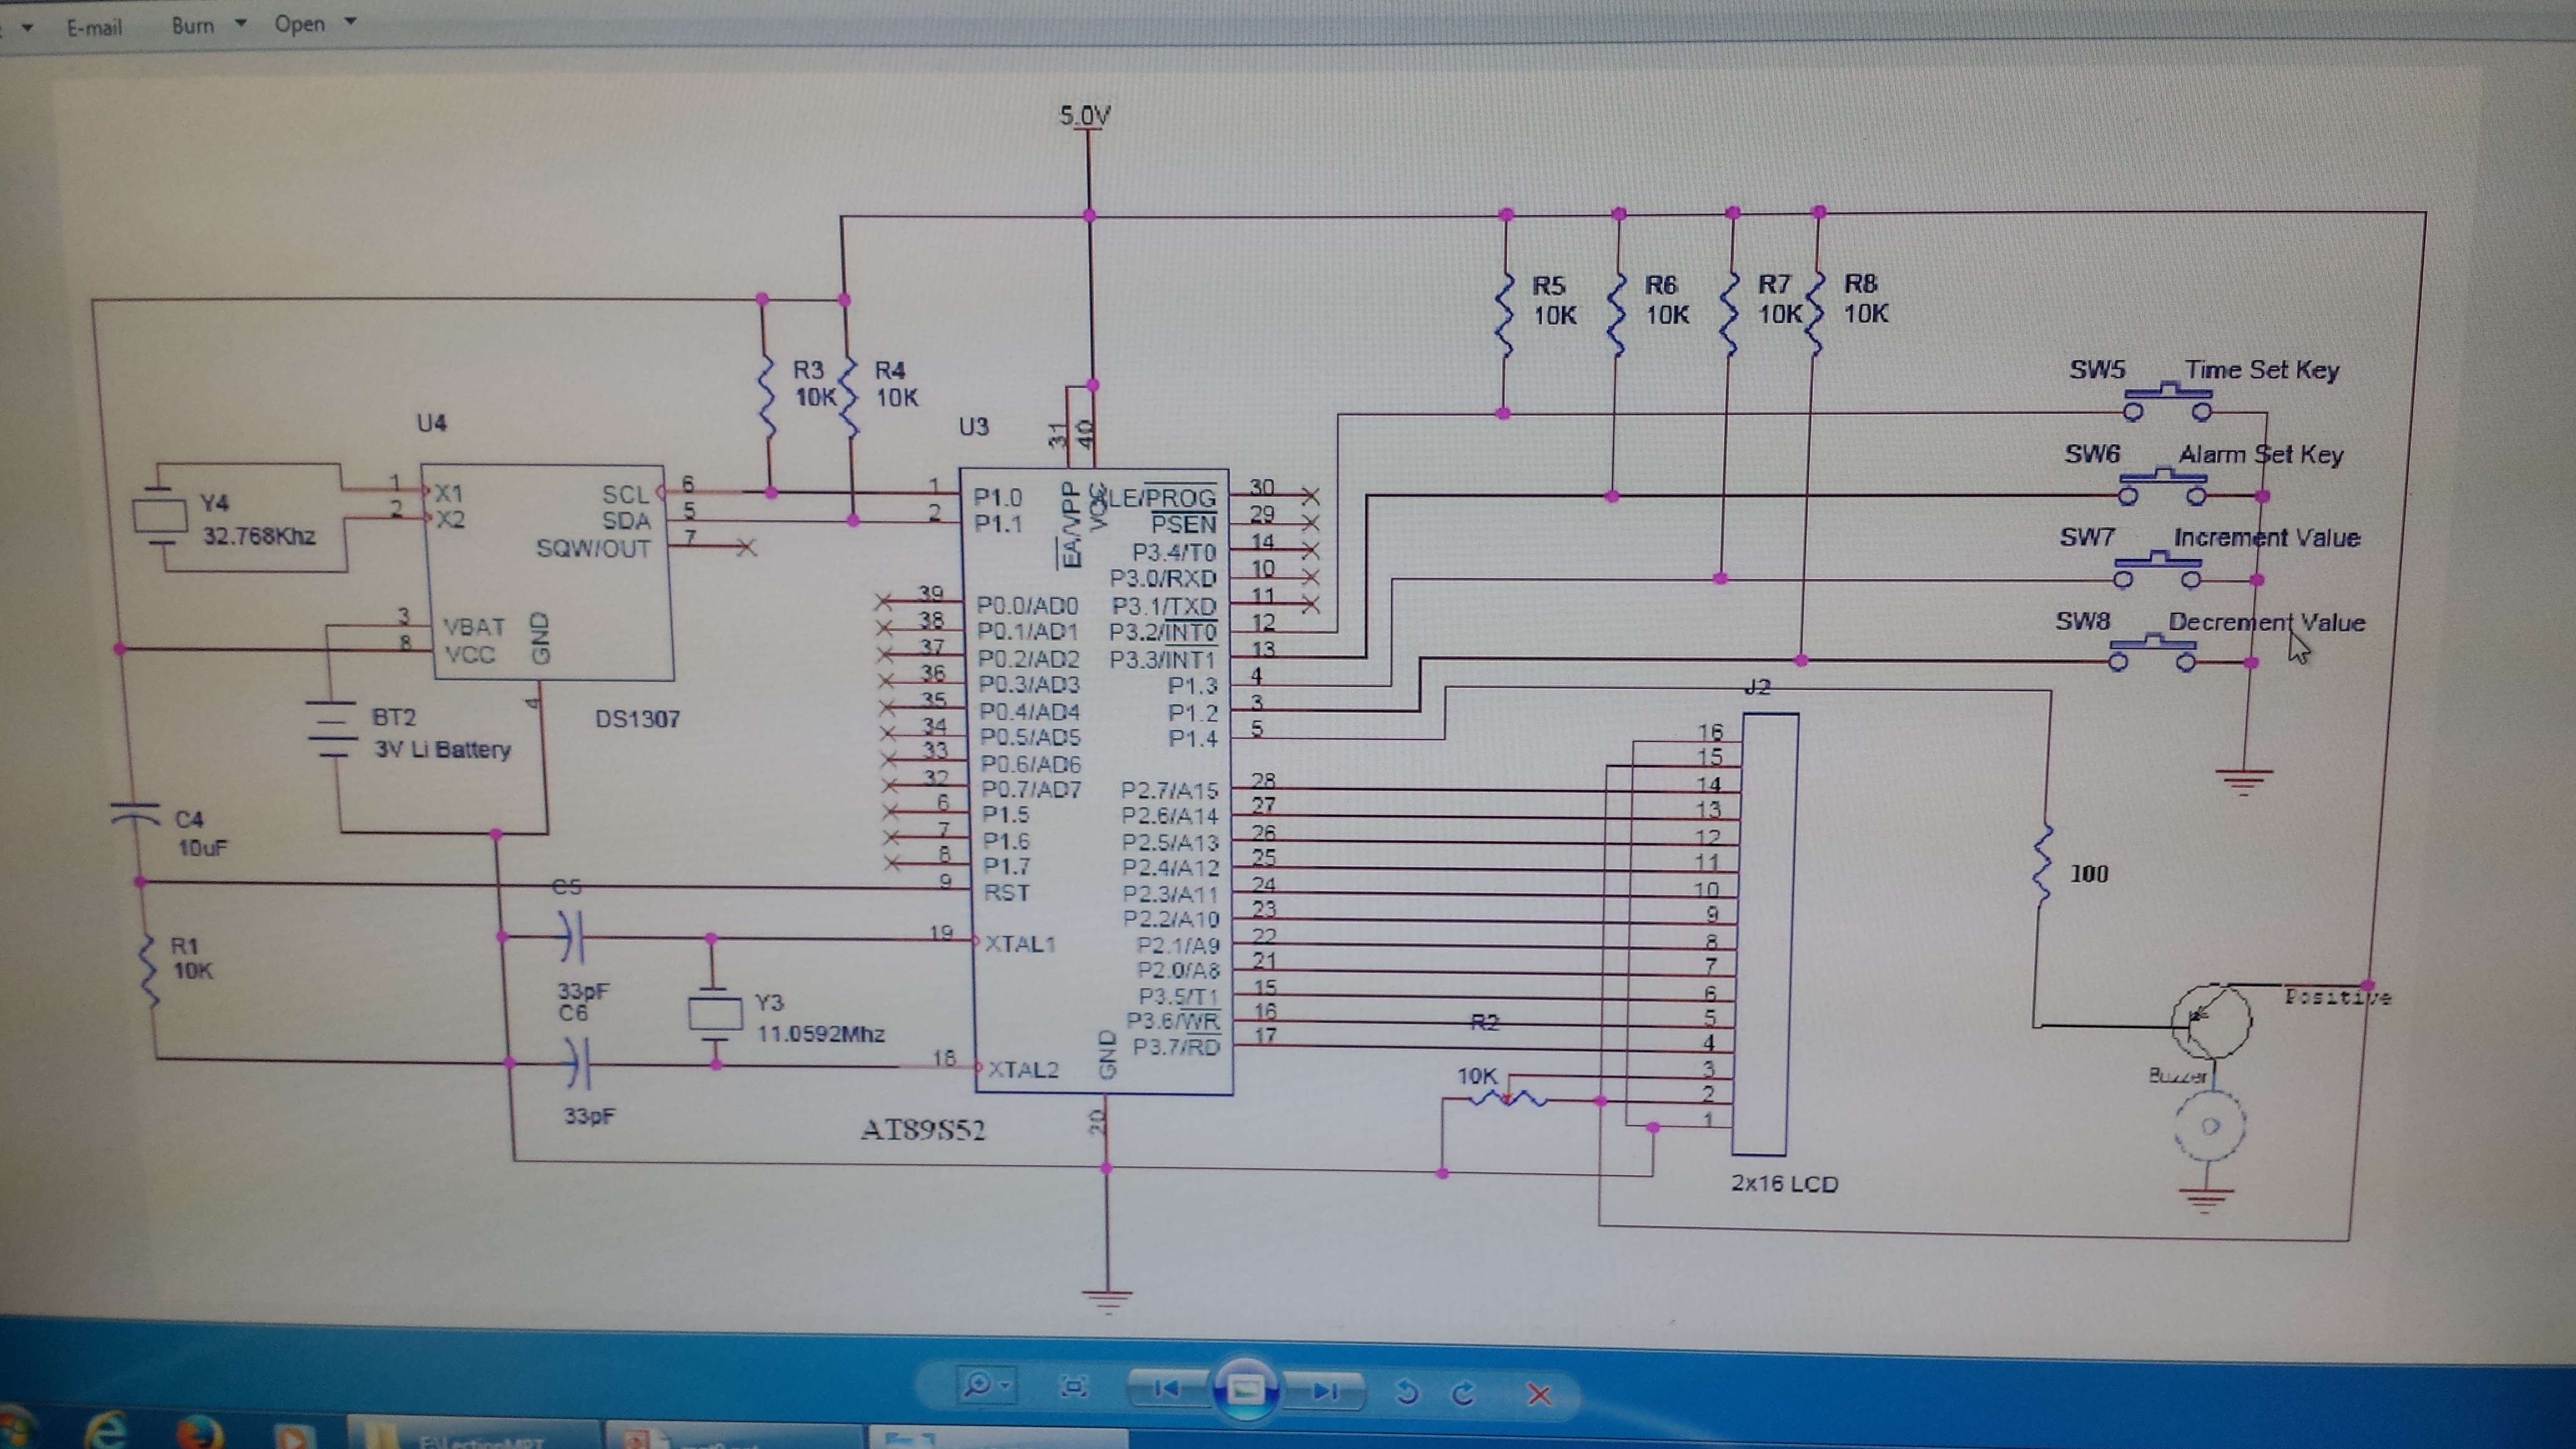 E-mail Burn Open
5.0V
R5
10K
R6
10K
R7
10K
R8
10K
R3
10K
R4
10K
SW5 Time Set Key
SW6 Alarm Set Key
SW7 Increment Value
SW8 Decrement Value
U4
1 X1
2 X2
3 VBAT
8 VCC
GND
4
SCL 6
SDA 5
SQW/OUT 7
DS1307
Y4
32.768Khz
BT2
3V Li Battery
C4
10uF
R1
10K
C5
33pF
C6
33pF
Y3
11.0592Mhz
U3
31
40
EA/VPP
VCC
1 P1.0
2 P1.1
39 P0.0/AD0
38 P0.1/AD1
37 P0.2/AD2
36 P0.3/AD3
35 P0.4/AD4
34 P0.5/AD5
33 P0.6/AD6
32 P0.7/AD7
6 P1.5
7 P1.6
8 P1.7
9 RST
19 XTAL1
18 XTAL2
LE/PROG 30
PSEN 29
P3.4/T0 14
P3.0/RXD 10
P3.1/TXD 11
P3.2/INT0 12
P3.3/INT1 13
P1.3 4
P1.2 3
P1.4 5
P2.7/A15 28
P2.6/A14 27
P2.5/A13 26
P2.4/A12 25
P2.3/A11 24
P2.2/A10 23
P2.1/A9 22
P2.0/A8 21
P3.5/T1 15
P3.6/WR 16
P3.7/RD 17
GND
20
AT89S52
R2
10K
J2
16
15
14
13
12
11
10
9
8
7
6
5
4
3
2
1
2x16 LCD
100
Positive
Buzzer